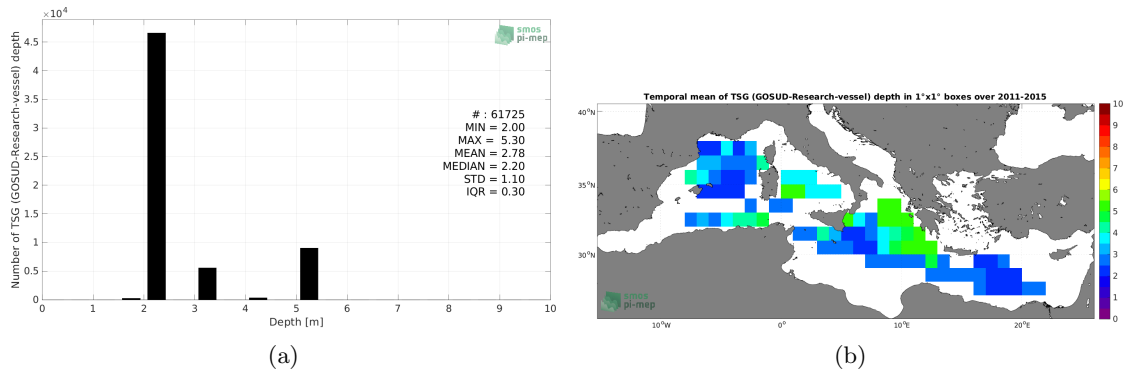 ×10⁴
4.5
4
3.5
3
2.5
2
1.5
1
0.5
0
Number of TSG (GOSUD-Research-vessel) depth
smos
pi-mep
# : 61725
MIN = 2.00
MAX = 5.30
MEAN = 2.78
MEDIAN = 2.20
STD = 1.10
IQR = 0.30
0 1 2 3 4 5 6 7 8 9 10
Depth [m]
(a)
Temporal mean of TSG (GOSUD-Research-vessel) depth in 1°x1° boxes over 2011-2015
40°N
35°N
30°N
10°W 0° 10°E 20°E
smos
pi-mep
10
9
8
7
6
5
4
3
2
1
0
(b)